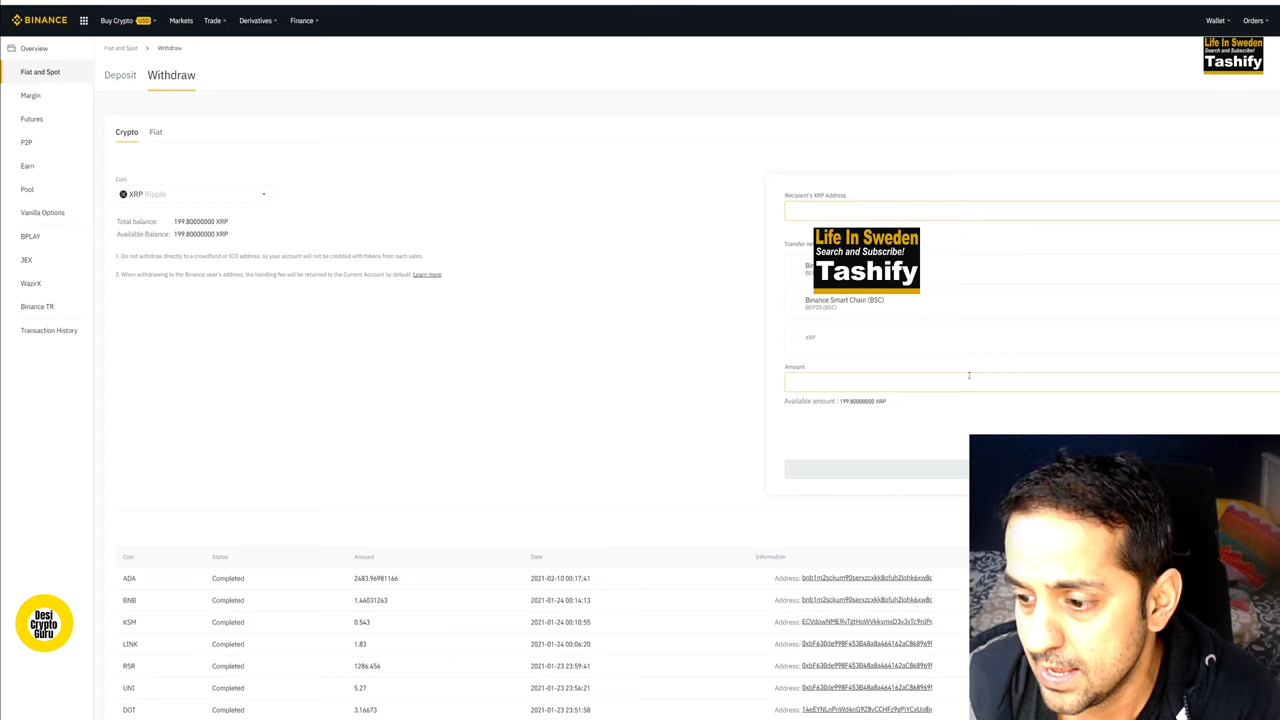 BINANCE
Buy Crypto USD
Markets
Trade
Derivatives
Finance
Wallet
Orders
Overview
Fiat and Spot
Margin
Futures
P2P
Earn
Pool
Vanilla Options
BPLAY
JEX
WazirX
Binance TR
Transaction History
Fiat and Spot > Withdraw
Deposit Withdraw
Life In Sweden
Search and Subscribe!
Tashify
Crypto Fiat
Coin
XRP Ripple
Total balance: 199.80000000 XRP
Available Balance: 199.80000000 XRP
1. Do not withdraw directly to a crowdfund or ICO address, as your account will not be credited with tokens from such sales.
2. When withdrawing to the Binance user's address, the handling fee will be returned to the Current Account by default. Learn more
Recipient's XRP Address
Transfer
Life In Sweden
Search and Subscribe!
Tashify
Binance Smart Chain (BSC)
BEP20 (BSC)
XRP
Amount
Available amount : 199.80000000 XRP
Coin Status Amount Date Information
ADA Completed 2483.96981166 2021-02-10 00:17:41 Address:
BNB Completed 1.46031263 2021-01-24 00:14:13 Address:
KSM Completed 0.543 2021-01-24 00:10:55 Address:
LINK Completed 1.83 2021-01-24 00:06:20 Address:
RSR Completed 1286.456 2021-01-23 23:59:41 Address:
UNI Completed 5.27 2021-01-23 23:56:21 Address:
DOT Completed 3.16673 2021-01-23 23:51:58 Address:
Desi
Crypto
Guru